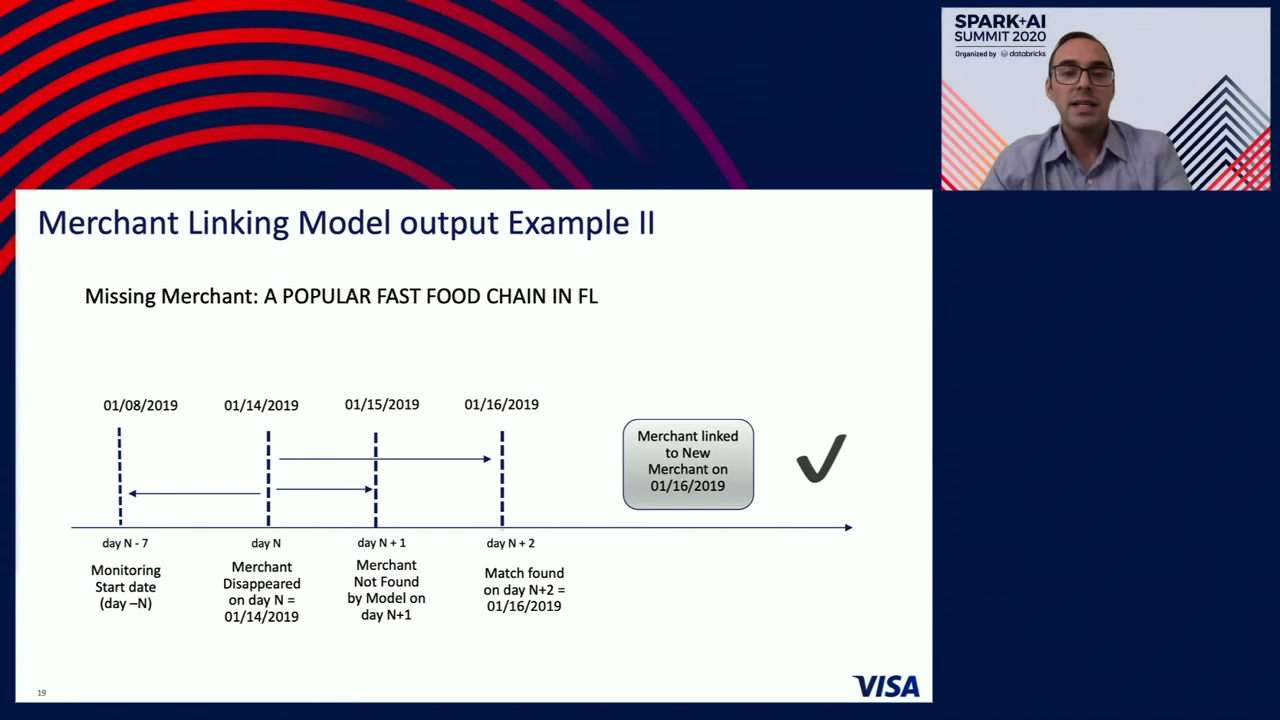 SPARK+AI
SUMMIT 2020
Organized by databricks
Merchant Linking Model output Example II
Missing Merchant: A POPULAR FAST FOOD CHAIN IN FL
01/08/2019
01/14/2019
01/15/2019
01/16/2019
Merchant linked
to New
Merchant on
01/16/2019
day N - 7
day N
day N + 1
day N + 2
Monitoring
Start date
(day –N)
Merchant
Disappeared
on day N =
01/14/2019
Merchant
Not Found
by Model on
day N+1
Match found
on day N+2 =
01/16/2019
19
VISA